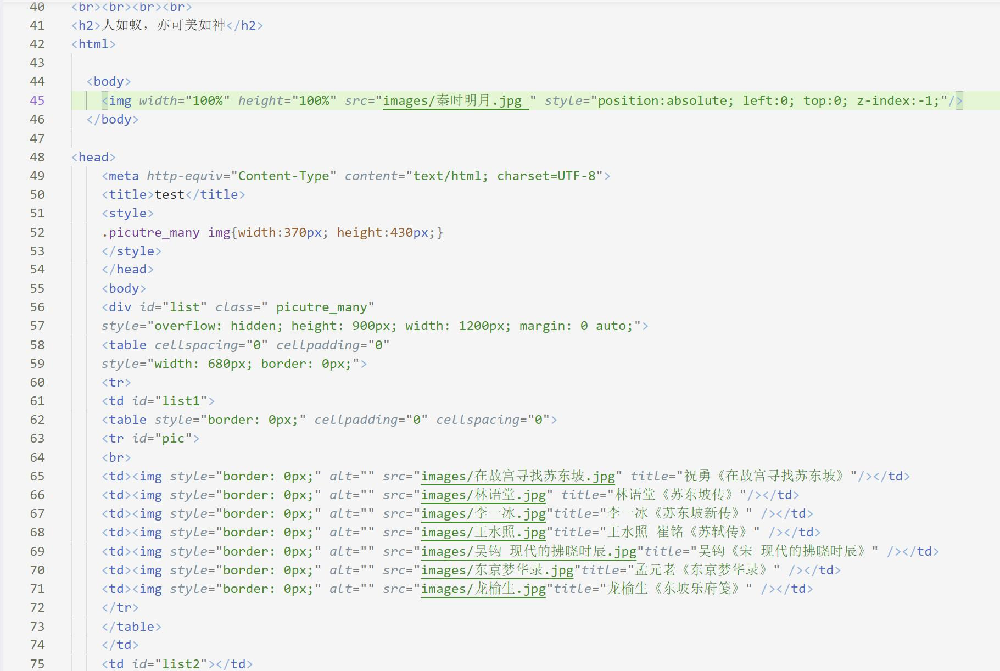 40 <br><br><br><br>
41 <h2>人如蚁，亦可美如神</h2>
42 <html>
43
44 <body>
45 <img width="100%" height="100%" src="images/秦时明月.jpg " style="position:absolute; left:0; top:0; z-index:-1;"/>
46 </body>
47
48 <head>
49 <meta http-equiv="Content-Type" content="text/html; charset=UTF-8">
50 <title>test</title>
51 <style>
52 .picutre_many img{width:370px; height:430px;}
53 </style>
54 </head>
55 <body>
56 <div id="list" class=" picutre_many"
57 style="overflow: hidden; height: 900px; width: 1200px; margin: 0 auto;">
58 <table cellspacing="0" cellpadding="0"
59 style="width: 680px; border: 0px;">
60 <tr>
61 <td id="list1">
62 <table style="border: 0px;" cellpadding="0" cellspacing="0">
63 <tr id="pic">
64 <br>
65 <td><img style="border: 0px;" alt="" src="images/在故宫寻找苏东坡.jpg" title="祝勇《在故宫寻找苏东坡》"/></td>
66 <td><img style="border: 0px;" alt="" src="images/林语堂.jpg" title="林语堂《苏东坡传》"/></td>
67 <td><img style="border: 0px;" alt="" src="images/李一冰.jpg"title="李一冰《苏东坡新传》" /></td>
68 <td><img style="border: 0px;" alt="" src="images/王水照.jpg"title="王水照 崔铭《苏轼传》" /></td>
69 <td><img style="border: 0px;" alt="" src="images/吴钩 现代的拂晓时辰.jpg"title="吴钩《宋 现代的拂晓时辰》" /></td>
70 <td><img style="border: 0px;" alt="" src="images/东京梦华录.jpg"title="孟元老《东京梦华录》" /></td>
71 <td><img style="border: 0px;" alt="" src="images/龙榆生.jpg"title="龙榆生《东坡乐府笺》" /></td>
72 </tr>
73 </table>
74 </td>
75 <td id="list2"></td>